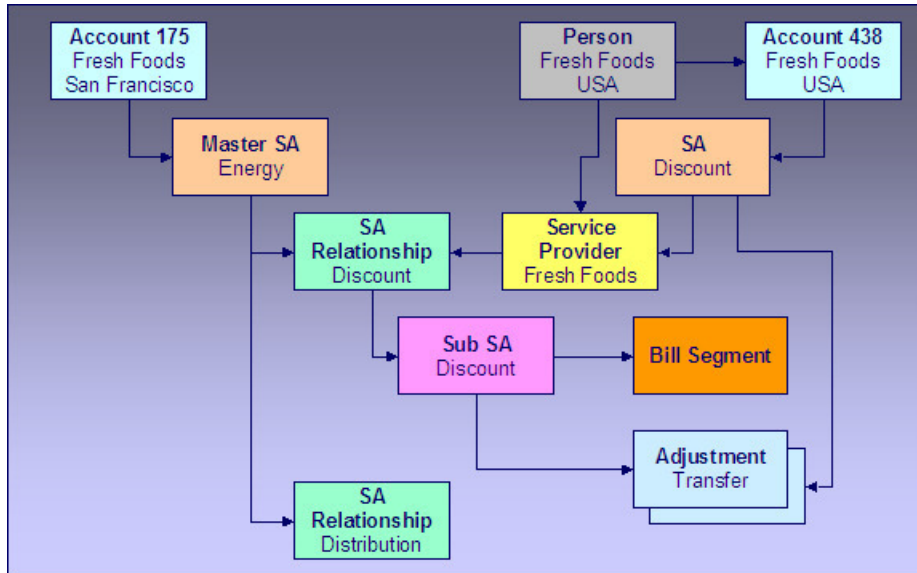 Account 175
Fresh Foods
San Francisco
Person
Fresh Foods
USA
Account 438
Fresh Foods
USA
Master SA
Energy
SA
Discount
SA
Relationship
Discount
Service
Provider
Fresh Foods
Sub SA
Discount
Bill Segment
Adjustment
Transfer
SA
Relationship
Distribution